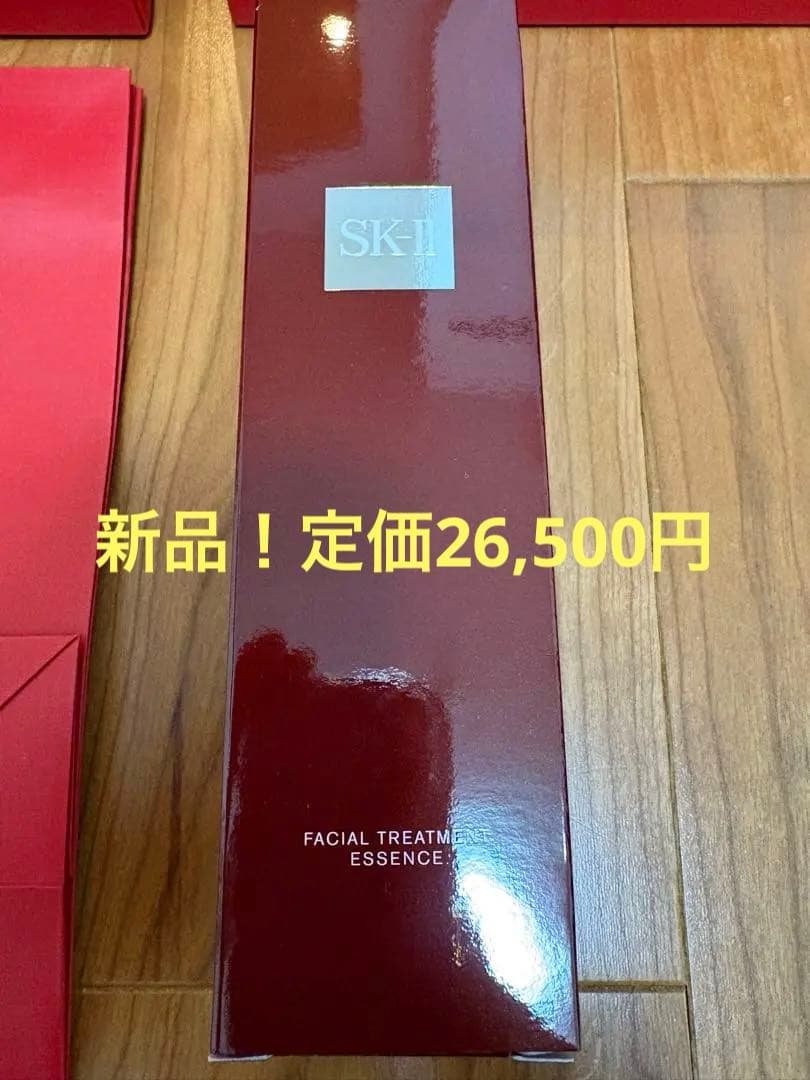 SK-II
新品！定価26,500円
FACIAL TREATMENT
ESSENCE